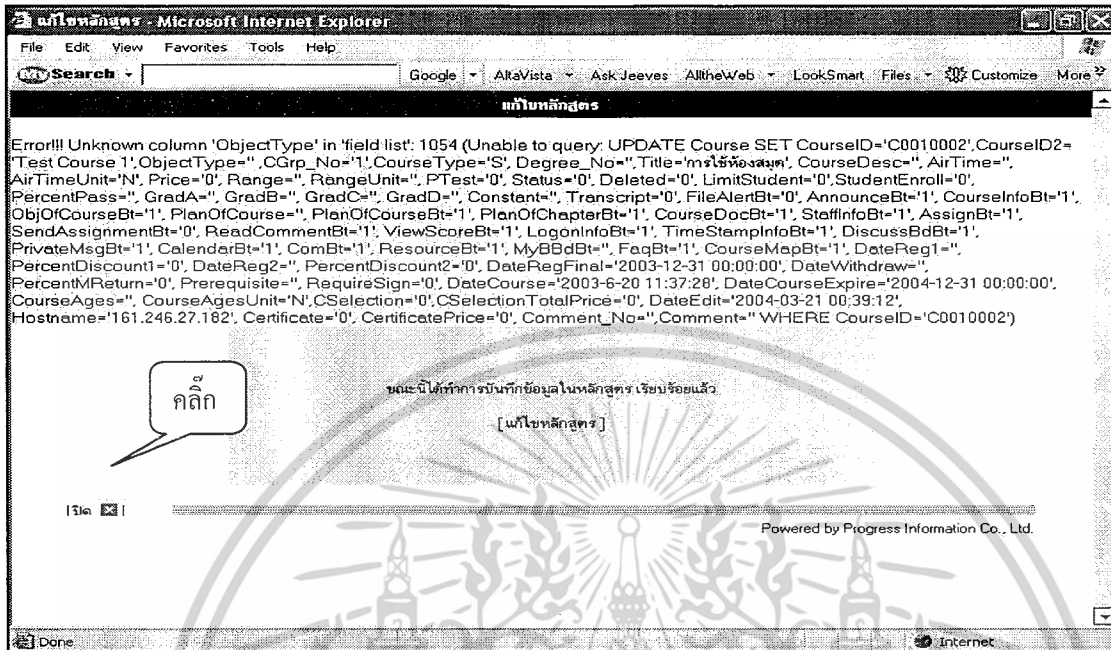 แก้ไขหลักสูตร - Microsoft Internet Explorer
File Edit View Favorites Tools Help
Search Google AltaVista Ask Jeeves AlltheWeb LookSmart Files Customize More
แก้ไขหลักสูตร
Error!!! Unknown column 'ObjectType' in 'field list': 1054 (Unable to query: UPDATE Course SET CourseID='C0010002',CourseID2=
'Test Course 1',ObjectType='' ,CGrp_No='1',CourseType='S', Degree_No='',Title='การใช้ห้องสมุด', CourseDesc='', AirTime='',
AirTimeUnit='N', Price='0', Range='', RangeUnit='', PTest='0', Status='0', Deleted='0', LimitStudent='0',StudentEnroll='0',
PercentPass='', GradA='', GradB='', GradC='', GradD='', Constant='', Transcript='0', FileAlertBt='0', AnnounceBt='1', CourseInfoBt='1',
ObjOfCourseBt='1', PlanOfCourse='', PlanOfCourseBt='1', PlanOfChapterBt='1', CourseDocBt='1', StaffInfoBt='1', AssignBt='1',
SendAssignmentBt='0', ReadCommentBt='1', ViewScoreBt='1', LogonInfoBt='1', TimeStampInfoBt='1', DiscussBdBt='1',
PrivateMsgBt='1', CalendarBt='1', ComBt='1', ResourceBt='1', MyBBdBt='', FaqBt='1', CourseMapBt='1', DateReg1='',
PercentDiscount1='0', DateReg2='', PercentDiscount2='0', DateRegFinal='2003-12-31 00:00:00', DateWithdraw='',
PercentMReturn='0', Prerequisite='', RequireSign='0', DateCourse='2003-6-20 11:37:28', DateCourseExpire='2004-12-31 00:00:00',
CourseAges='', CourseAgesUnit='N',CSelection='0',CSelectionTotalPrice='0', DateEdit='2004-03-21 00:39:12',
Hostname='161.246.27.182', Certificate='0', CertificatePrice='0', Comment_No='',Comment='' WHERE CourseID='C0010002')
คลิ๊ก
ขณะนี้ได้ทำการบันทึกข้อมูลในหลักสูตร เรียบร้อยแล้ว
[ แก้ไขหลักสูตร ]
| ปิด |
Powered by Progress Information Co., Ltd.
Done Internet